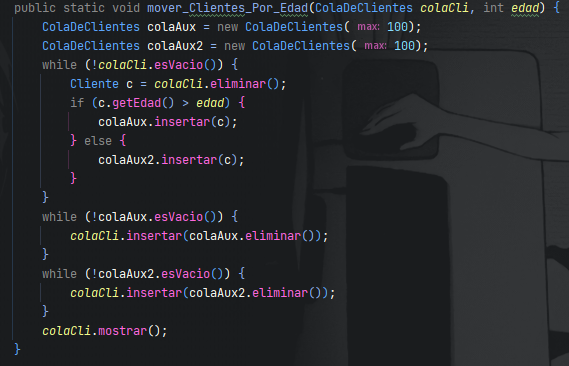 public static void mover_Clientes_Por_Edad(ColaDeClientes colaCli, int edad) {
ColaDeClientes colaAux = new ColaDeClientes( max: 100);
ColaDeClientes colaAux2 = new ColaDeClientes( max: 100);
while (!colaCli.esVacio()) {
Cliente c = colaCli.eliminar();
if (c.getEdad() > edad) {
colaAux.insertar(c);
} else {
colaAux2.insertar(c);
}
}
while (!colaAux.esVacio()) {
colaCli.insertar(colaAux.eliminar());
}
while (!colaAux2.esVacio()) {
colaCli.insertar(colaAux2.eliminar());
}
colaCli.mostrar();
}